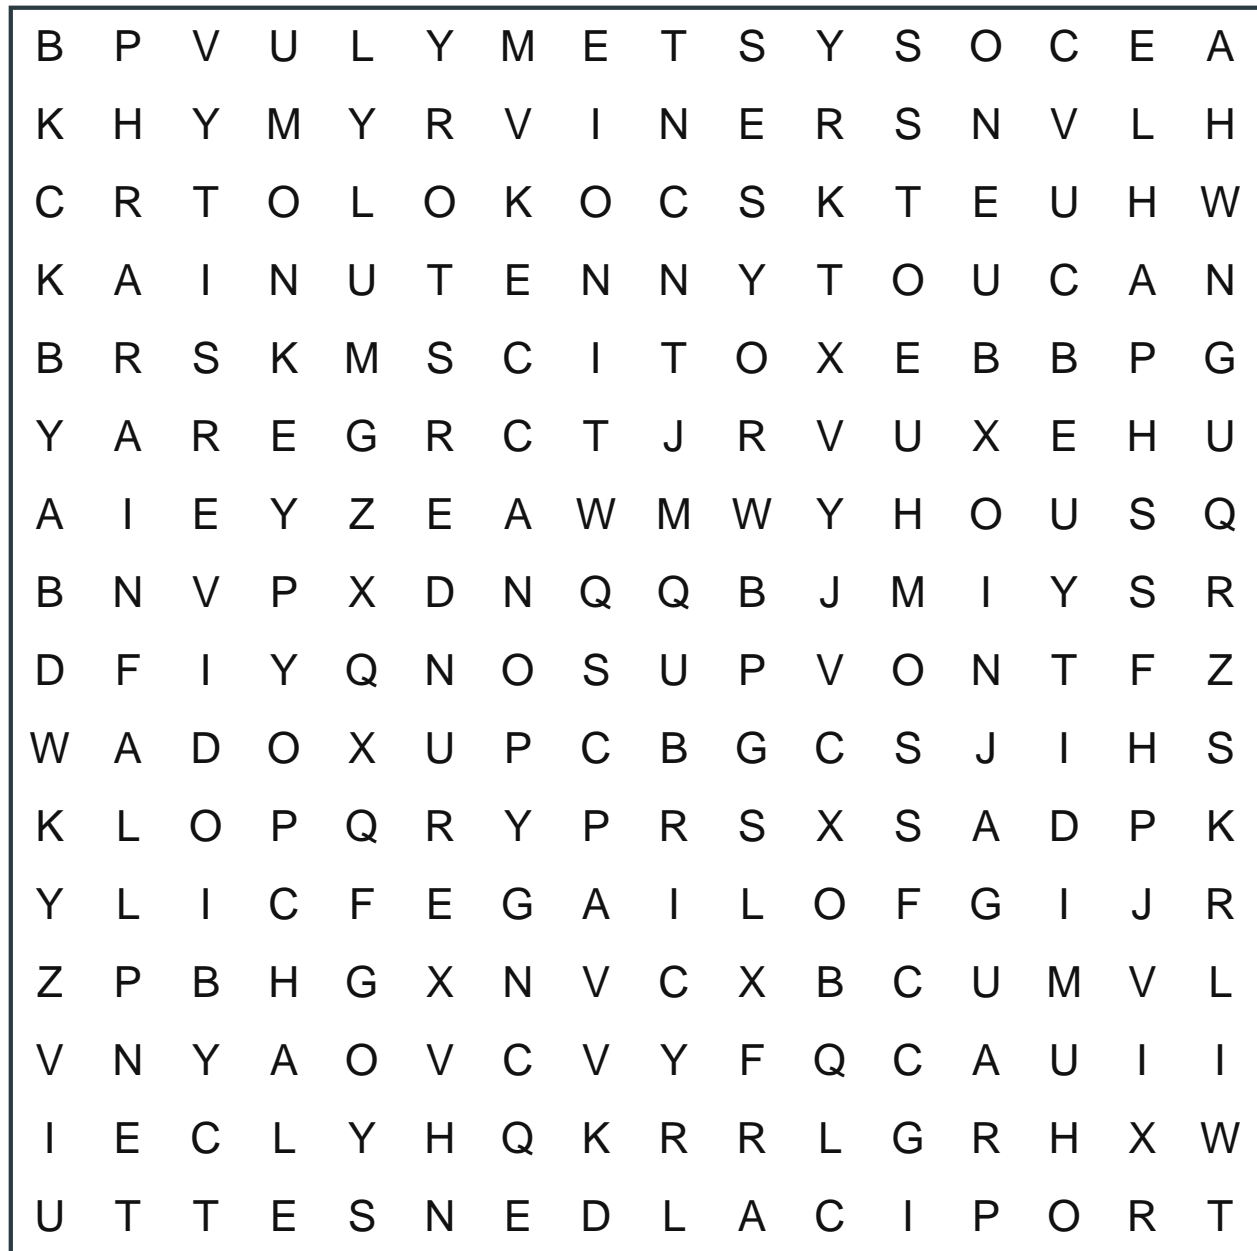 B P V U L Y M E T S Y S O C E A
K H Y M Y R V I N E R S N V L H
C R T O L O K O C S K T E U H W
K A I N U T E N N Y T O U C A N
B R S K M S C I T O X E B B P G
Y A R E G R C T J R V U X E H U
A I E Y Z E A W M W Y H O U S Q
B N V P X D N Q Q B J M I Y S R
D F I Y Q N O S U P V O N T F Z
W A D O X U P C B G C S J I H S
K L O P Q R Y P R S X S A D P K
Y L I C F E G A I L O F G I J R
Z P B H G X N V C X B C U M V L
V N Y A O V C V Y F Q C A U I I
I E C L Y H Q K R R L G R H X W
U T T E S N E D L A C I P O R T